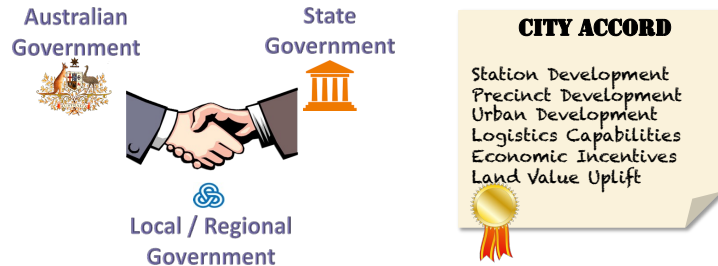 Australian
Government
State
Government
Local / Regional
Government
CITY ACCORD
Station Development
Precinct Development
Urban Development
Logistics Capabilities
Economic Incentives
Land Value Uplift